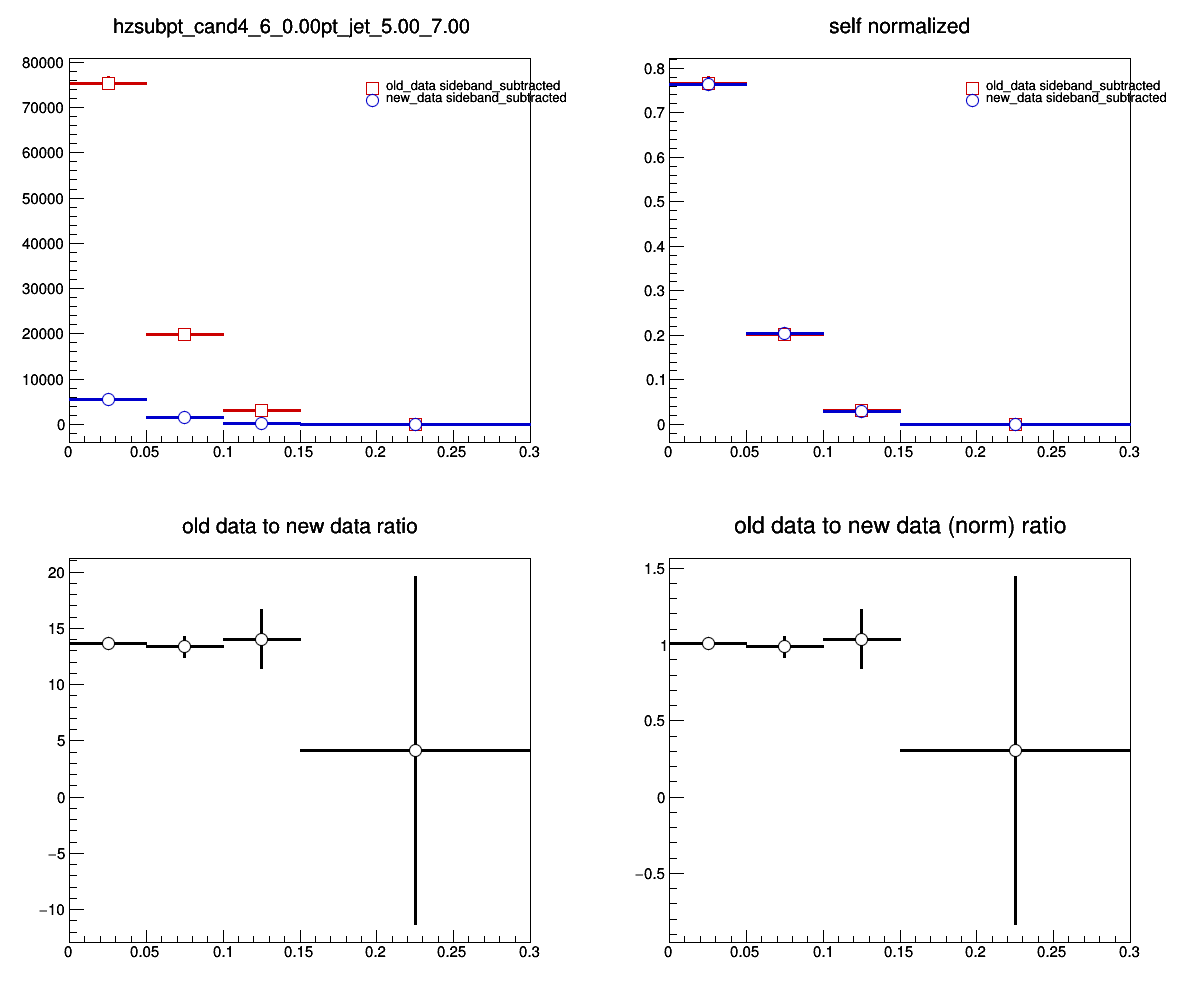 hzsubpt_cand4_6_0.00pt_jet_5.00_7.00
80000
70000
60000
50000
40000
30000
20000
10000
0
0 0.05 0.1 0.15 0.2 0.25 0.3
old_data sideband_subtracted
new_data sideband_subtracted
self normalized
0.8
0.7
0.6
0.5
0.4
0.3
0.2
0.1
0
0 0.05 0.1 0.15 0.2 0.25 0.3
old_data sideband_subtracted
new_data sideband_subtracted
old data to new data ratio
20
15
10
5
0
−5
−10
0 0.05 0.1 0.15 0.2 0.25 0.3
old data to new data (norm) ratio
1.5
1
0.5
0
−0.5
0 0.05 0.1 0.15 0.2 0.25 0.3